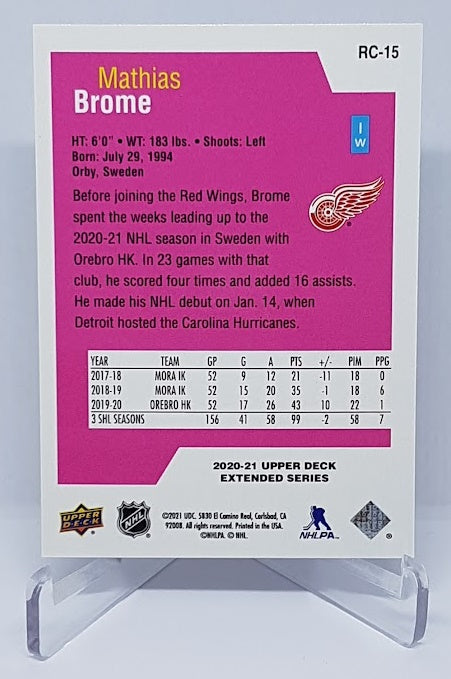 RC-15
Mathias
Brome
LW
HT: 6'0" • WT: 183 lbs. • Shoots: Left
Born: July 29, 1994
Orby, Sweden
Before joining the Red Wings, Brome
spent the weeks leading up to the
2020-21 NHL season in Sweden with
Orebro HK. In 23 games with that
club, he scored four times and added 16 assists.
He made his NHL debut on Jan. 14, when
Detroit hosted the Carolina Hurricanes.
YEAR TEAM GP G A PTS +/- PIM PPG
2017-18 MORA IK 52 9 12 21 -11 18 0
2018-19 MORA IK 52 15 20 35 -1 18 6
2019-20 OREBRO HK 52 17 26 43 10 22 1
3 SHL SEASONS 156 41 58 99 -2 58 7
2020-21 UPPER DECK
EXTENDED SERIES
UPPER DECK
NHL
©2021 UDC, 5830 El Camino Real, Carlsbad, CA
92008. All rights reserved. Printed in the USA.
©NHLPA. © NHL.
NHLPA